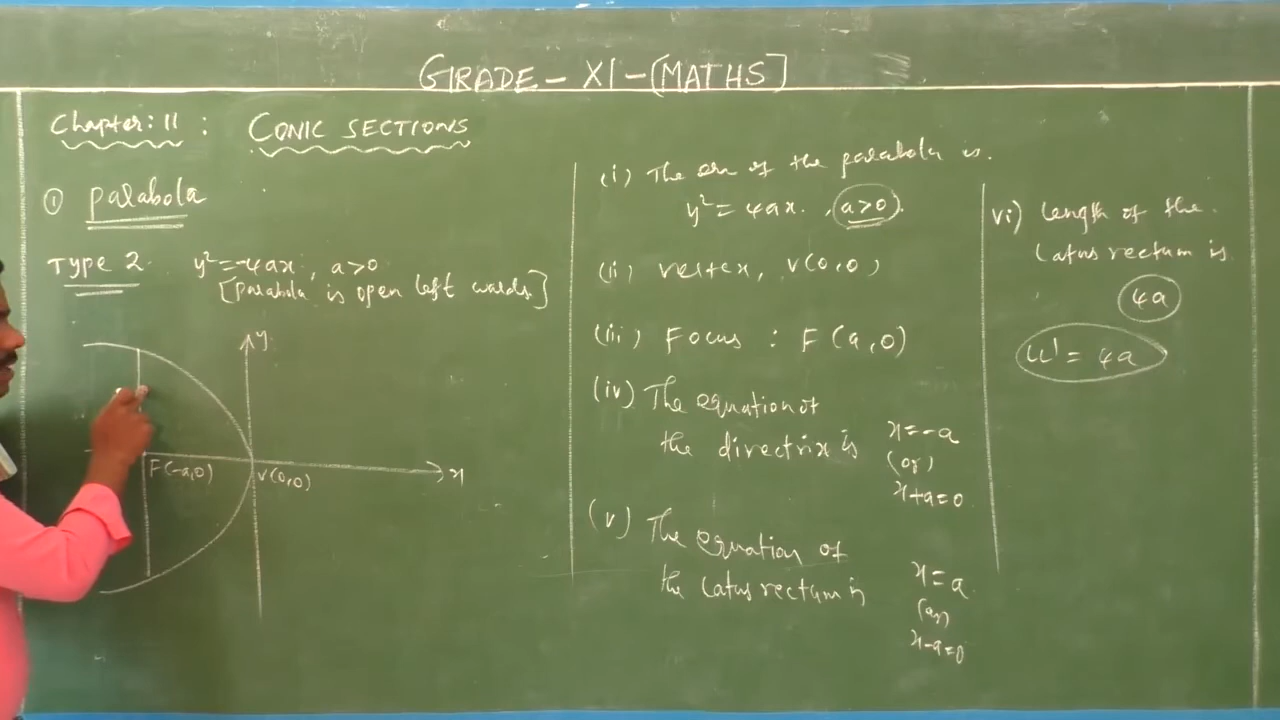 GRADE - XI - [MATHS]
Chapter: 11 : CONIC SECTIONS
① parabola
Type 2. y² = -4ax, a>0
[parabola is open left wards]
y
F(-a,0)
V(0,0)
x
(i) The of the parabola is.
y² = 4ax. , a>0.
(ii) vertex, V(0,0)
(iii) Focus : F(a,0)
(iv) The equation of
the directrix is x=-a
(or)
x+a=0
(v) The equation of
the Latus rectum is x=a
(or)
x-a=0
vi) Length of the.
Latus rectum is
4a
LL' = 4a